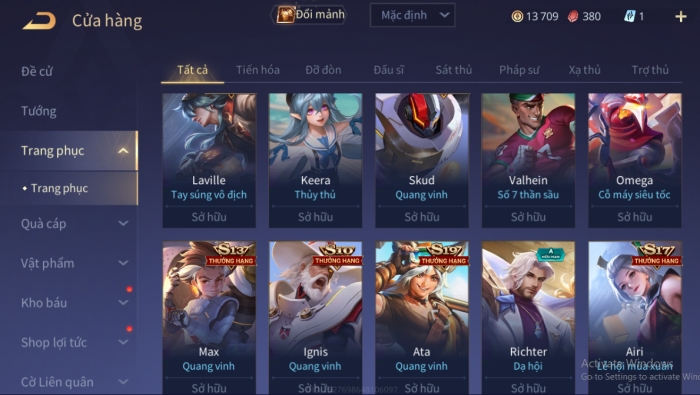 Cửa hàng
Đổi mảnh
Mặc định
13 709
380
1
Đề cử
Tướng
Trang phục
Trang phục
Quà cáp
Vật phẩm
Kho báu
Shop lợi tức
Cờ Liên quân
Tất cả
Tiến hóa
Đỡ đòn
Đấu sĩ
Sát thủ
Pháp sư
Xạ thủ
Trợ thủ
Laville
Tay súng vô địch
Sở hữu
Keera
Thủy thủ
Sở hữu
Skud
Quang vinh
Sở hữu
Valhein
Số 7 thần sầu
Sở hữu
Omega
Cỗ máy siêu tốc
Sở hữu
S13
THƯỞNG HẠNG
Max
Quang vinh
Sở hữu
S10
THƯỞNG HẠNG
Ignis
Quang vinh
Sở hữu
S19
THƯỞNG HẠNG
Ata
Quang vinh
Sở hữu
A
Richter
Dạ hội
Sở hữu
S17
THƯỞNG HẠNG
Airi
Lễ hội mùa xuân
Sở hữu
Activate Windows
Go to Settings to activate Win